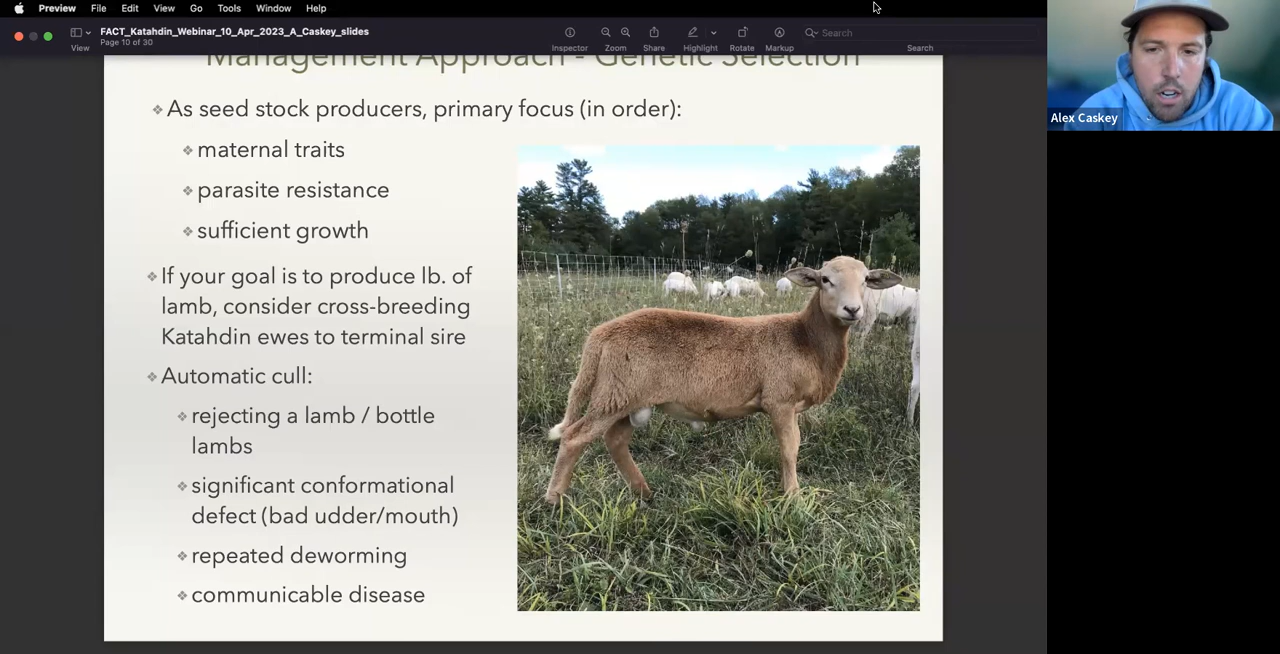 Preview File Edit View Go Tools Window Help
FACT_Katahdin_Webinar_10_Apr_2023_A_Caskey_slides
Page 10 of 30
View
Inspector Zoom Share Highlight Rotate Markup Search
Search
Alex Caskey
Management Approach - Genetic Selection
As seed stock producers, primary focus (in order):
maternal traits
parasite resistance
sufficient growth
If your goal is to produce lb. of
lamb, consider cross-breeding
Katahdin ewes to terminal sire
Automatic cull:
rejecting a lamb / bottle
lambs
significant conformational
defect (bad udder/mouth)
repeated deworming
communicable disease